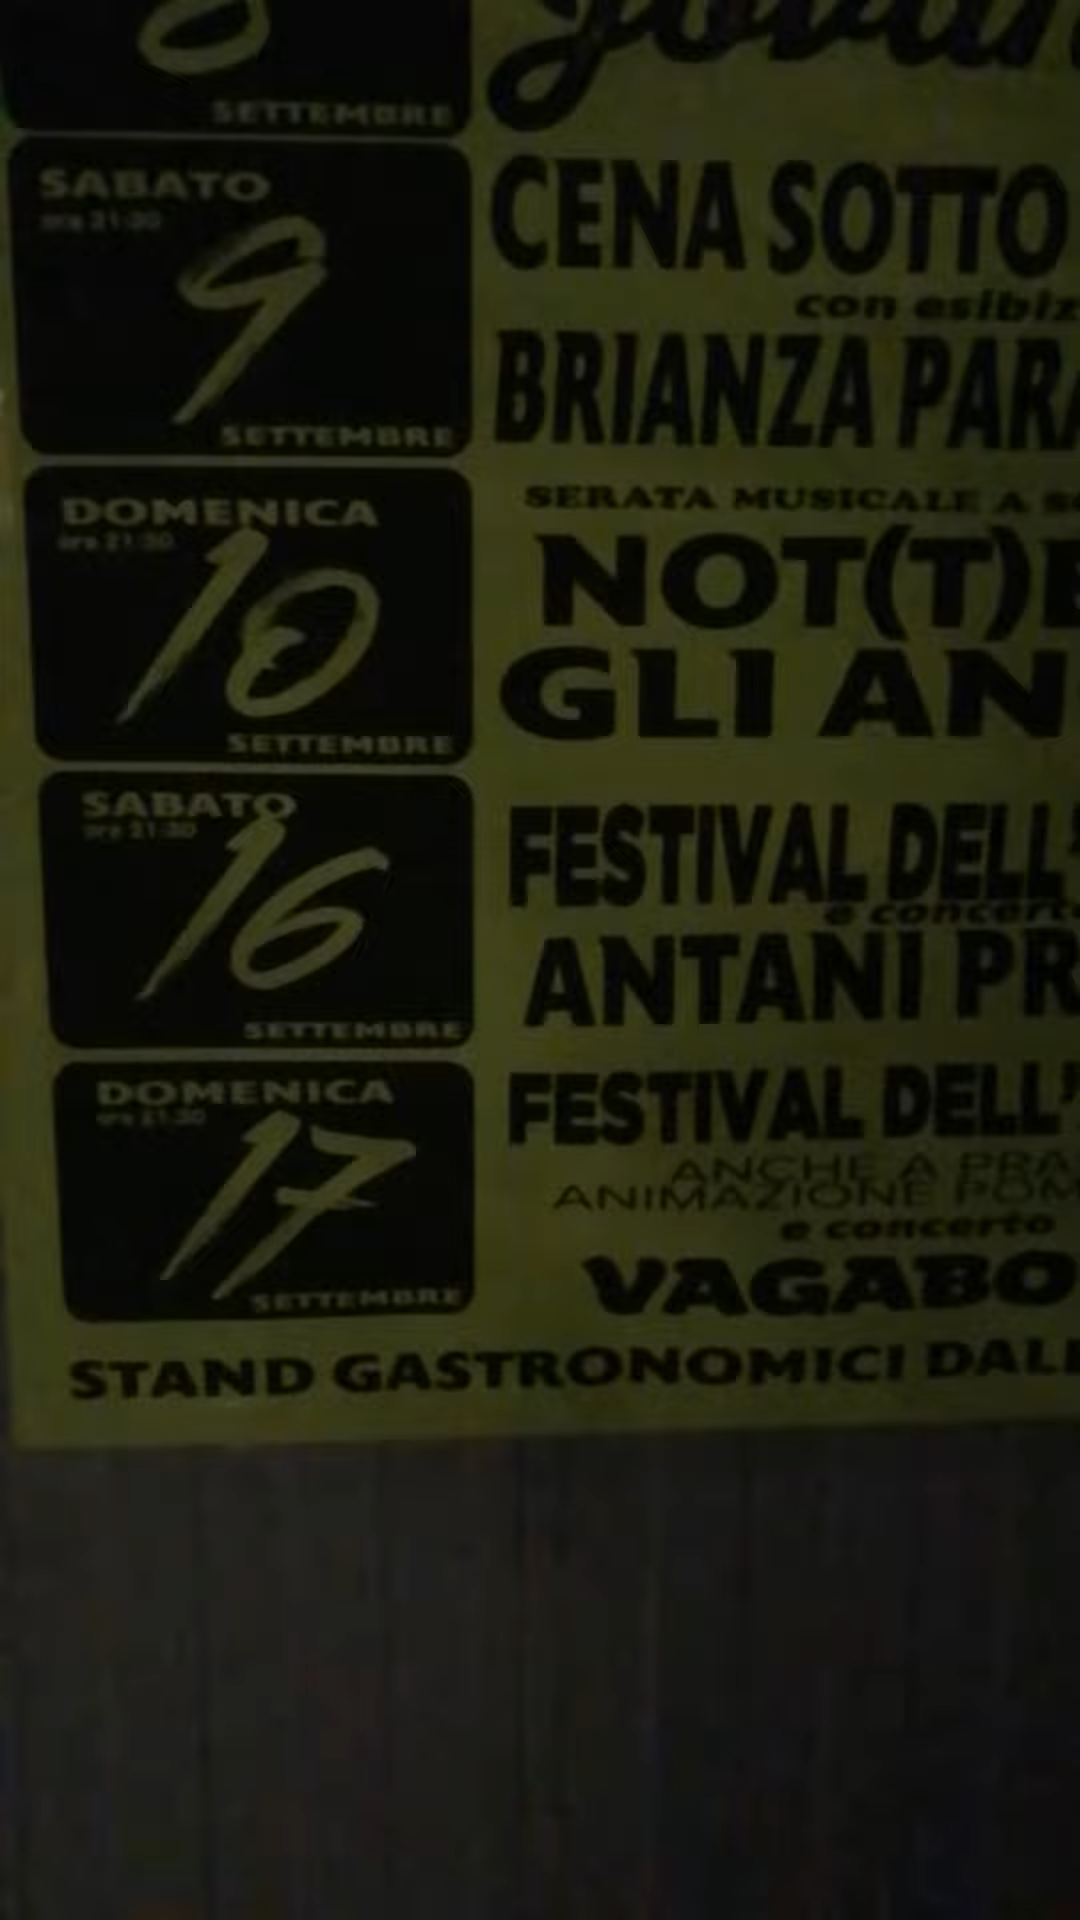 SETTEMBRE
SABATO
ore 21:30
9
SETTEMBRE
CENA SOTTO
con esibiz
BRIANZA PARA
DOMENICA
ore 21:30
10
SETTEMBRE
SERATA MUSICALE A
NOT(T)E
GLI AN
SABATO
ore 21:30
16
SETTEMBRE
FESTIVAL DELL'
e concerto
ANTANI PR
DOMENICA
ore 21:30
17
SETTEMBRE
FESTIVAL DELL'
ANCHE A PRA
ANIMAZIONE POM
e concerto
VAGABO
STAND GASTRONOMICI DALL